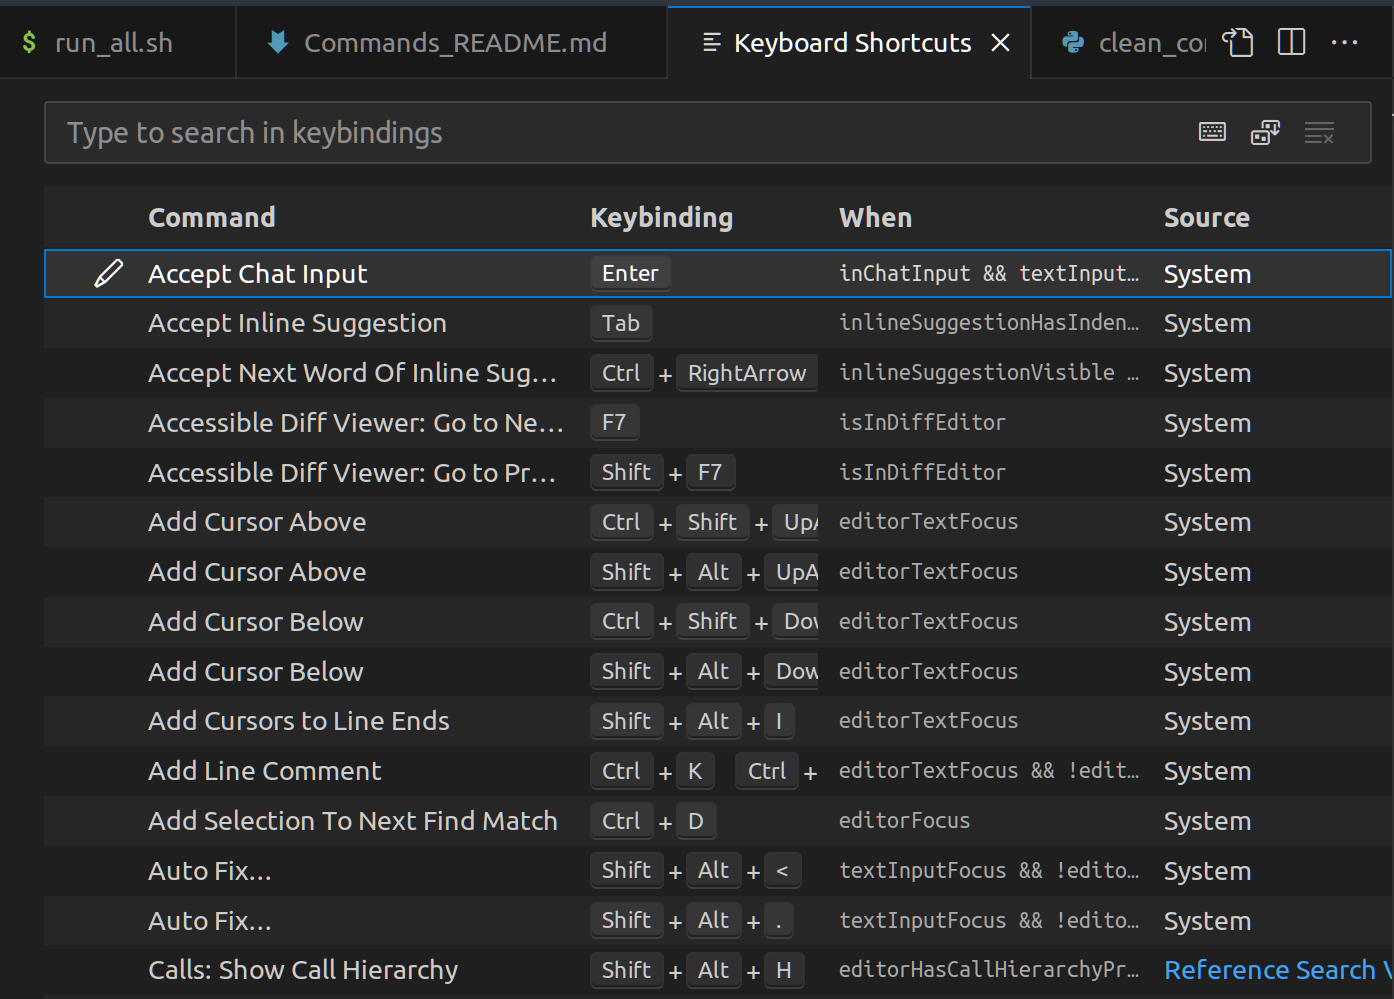 $ run_all.sh Commands_README.md Keyboard Shortcuts clean_co
Type to search in keybindings
Command Keybinding When Source
Accept Chat Input Enter inChatInput && textInput… System
Accept Inline Suggestion Tab inlineSuggestionHasInden… System
Accept Next Word Of Inline Sug… Ctrl + RightArrow inlineSuggestionVisible … System
Accessible Diff Viewer: Go to Ne… F7 isInDiffEditor System
Accessible Diff Viewer: Go to Pr… Shift + F7 isInDiffEditor System
Add Cursor Above Ctrl + Shift + UpA editorTextFocus System
Add Cursor Above Shift + Alt + UpA editorTextFocus System
Add Cursor Below Ctrl + Shift + Dov editorTextFocus System
Add Cursor Below Shift + Alt + Dow editorTextFocus System
Add Cursors to Line Ends Shift + Alt + I editorTextFocus System
Add Line Comment Ctrl + K Ctrl + editorTextFocus && !edit… System
Add Selection To Next Find Match Ctrl + D editorFocus System
Auto Fix... Shift + Alt + < textInputFocus && !edito… System
Auto Fix... Shift + Alt + . textInputFocus && !edito… System
Calls: Show Call Hierarchy Shift + Alt + H editorHasCallHierarchyPr… Reference Search V